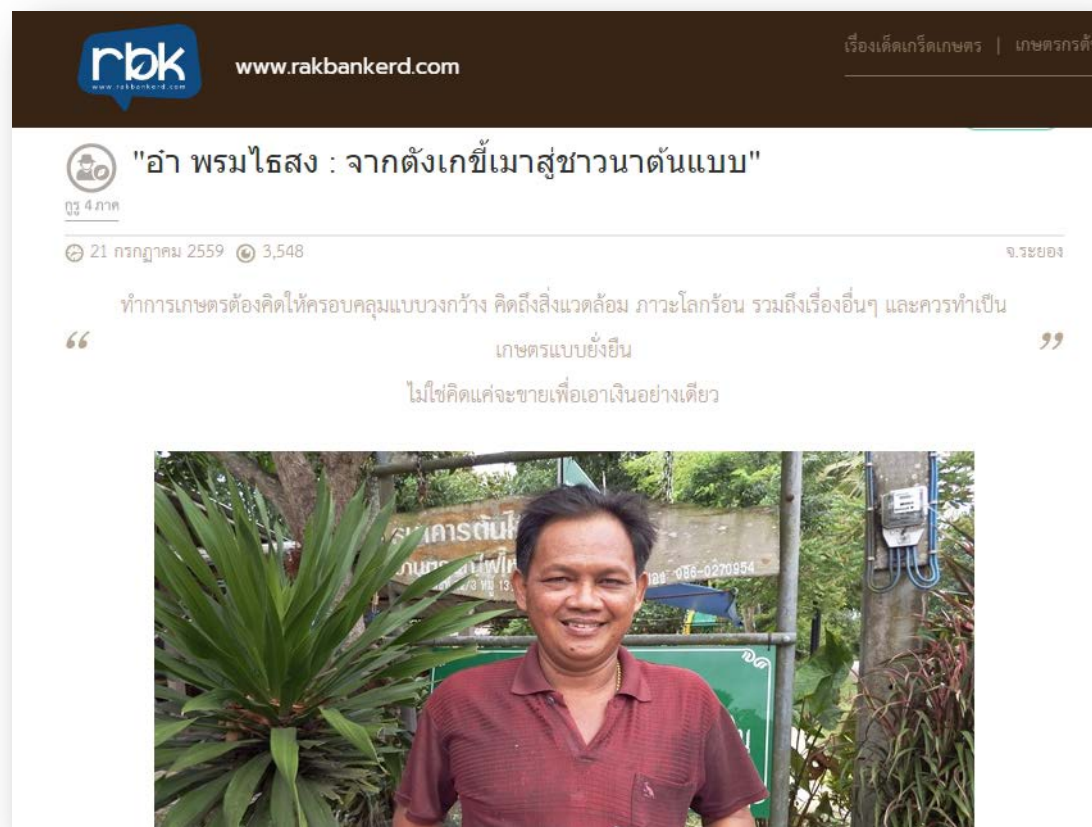 rbk
www.rakbankerd.com
www.rakbankerd.com
เรื่องเด็ดเกร็ดเกษตร | เกษตรกรต้น
"อ๋า พรมไธสง : จากตังเกขี้เมาสู่ชาวนาต้นแบบ"
กูรู 4 ภาค
21 กรกฎาคม 2559 3,548
จ.ระยอง
ทำการเกษตรต้องคิดให้ครอบคลุมแบบวงกว้าง คิดถึงสิ่งแวดล้อม ภาวะโลกร้อน รวมถึงเรื่องอื่นๆ และควรทำเป็น
“ เกษตรแบบยั่งยืน ”
ไม่ใช่คิดแค่จะขายเพื่อเอาเงินอย่างเดียว
086-0270954